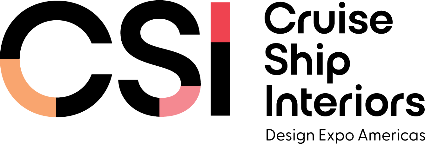 CSI
Cruise
Ship
Interiors
Design Expo Americas